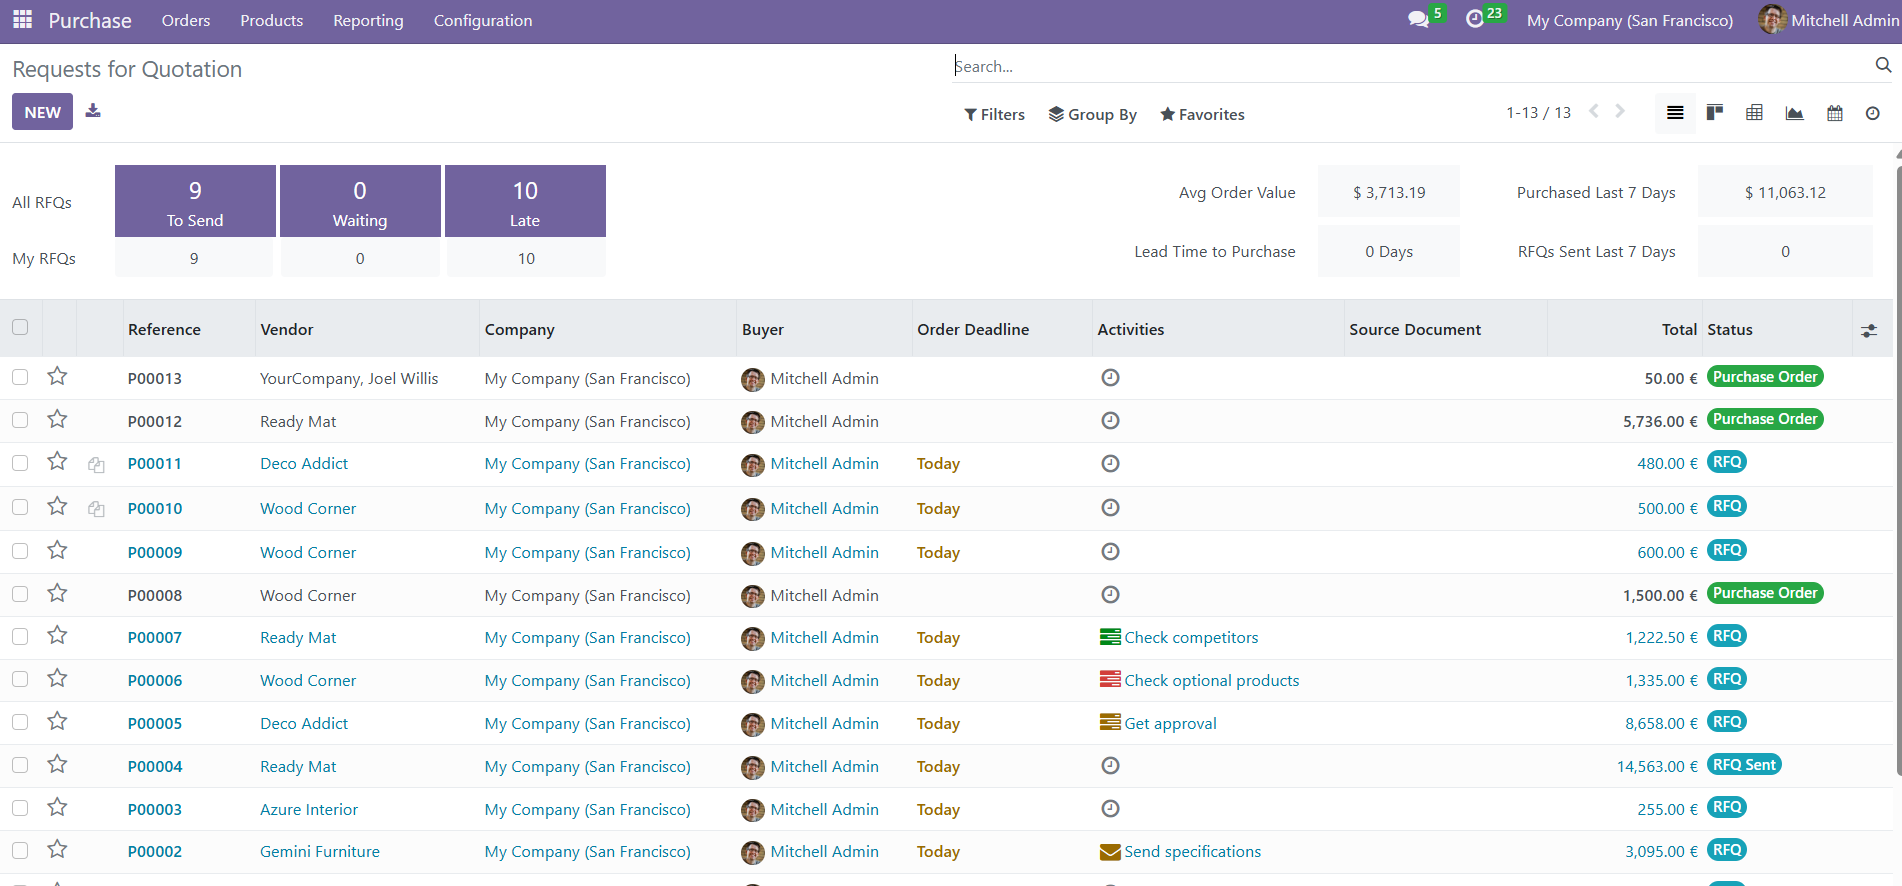 Purchase Orders Products Reporting Configuration 5 23 My Company (San Francisco) Mitchell Admin
Requests for Quotation Search...
NEW Filters Group By Favorites 1-13 / 13
All RFQs 9 To Send 0 Waiting 10 Late
My RFQs 9 0 10
Avg Order Value $ 3,713.19 Purchased Last 7 Days $ 11,063.12
Lead Time to Purchase 0 Days RFQs Sent Last 7 Days 0
Reference Vendor Company Buyer Order Deadline Activities Source Document Total Status
P00013 YourCompany, Joel Willis My Company (San Francisco) Mitchell Admin 50.00 € Purchase Order
P00012 Ready Mat My Company (San Francisco) Mitchell Admin 5,736.00 € Purchase Order
P00011 Deco Addict My Company (San Francisco) Mitchell Admin Today 480.00 € RFQ
P00010 Wood Corner My Company (San Francisco) Mitchell Admin Today 500.00 € RFQ
P00009 Wood Corner My Company (San Francisco) Mitchell Admin Today 600.00 € RFQ
P00008 Wood Corner My Company (San Francisco) Mitchell Admin 1,500.00 € Purchase Order
P00007 Ready Mat My Company (San Francisco) Mitchell Admin Today Check competitors 1,222.50 € RFQ
P00006 Wood Corner My Company (San Francisco) Mitchell Admin Today Check optional products 1,335.00 € RFQ
P00005 Deco Addict My Company (San Francisco) Mitchell Admin Today Get approval 8,658.00 € RFQ
P00004 Ready Mat My Company (San Francisco) Mitchell Admin Today 14,563.00 € RFQ Sent
P00003 Azure Interior My Company (San Francisco) Mitchell Admin Today 255.00 € RFQ
P00002 Gemini Furniture My Company (San Francisco) Mitchell Admin Today Send specifications 3,095.00 € RFQ